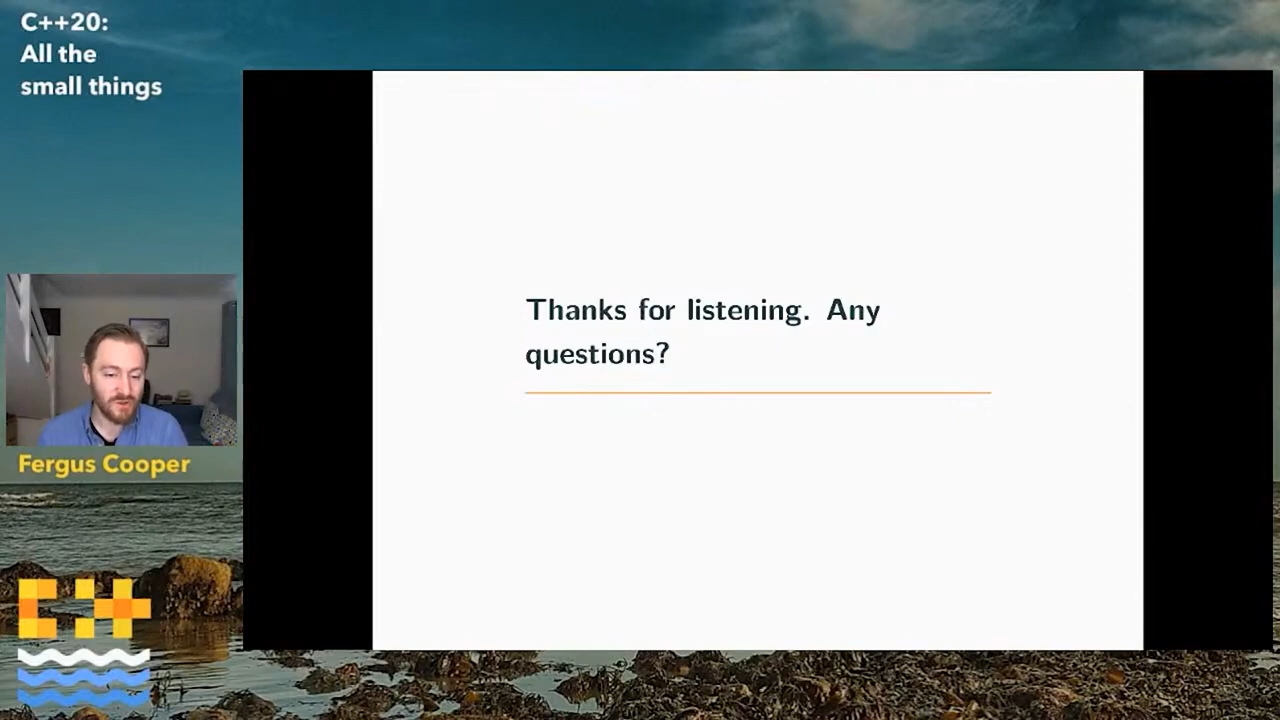 C++20:
All the
small things
Thanks for listening. Any
questions?
Fergus Cooper